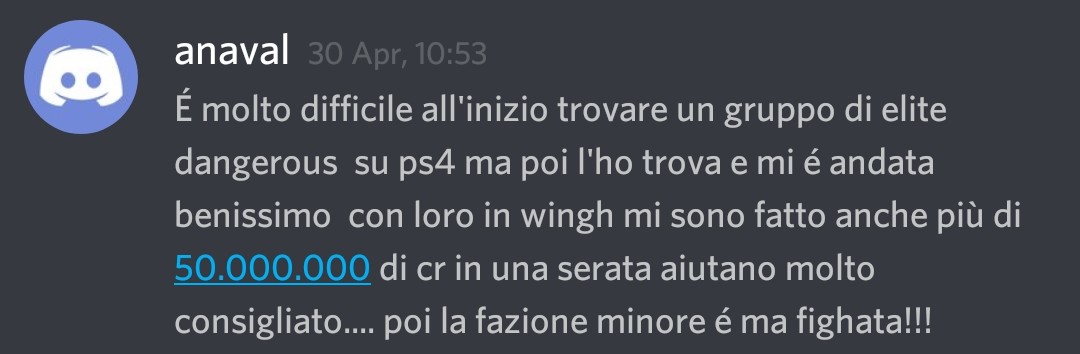 anaval 30 Apr, 10:53
É molto difficile all'inizio trovare un gruppo di elite
dangerous  su ps4 ma poi l'ho trova e mi é andata
benissimo  con loro in wingh mi sono fatto anche più di
50.000.000 di cr in una serata aiutano molto
consigliato.... poi la fazione minore é ma fighata!!!